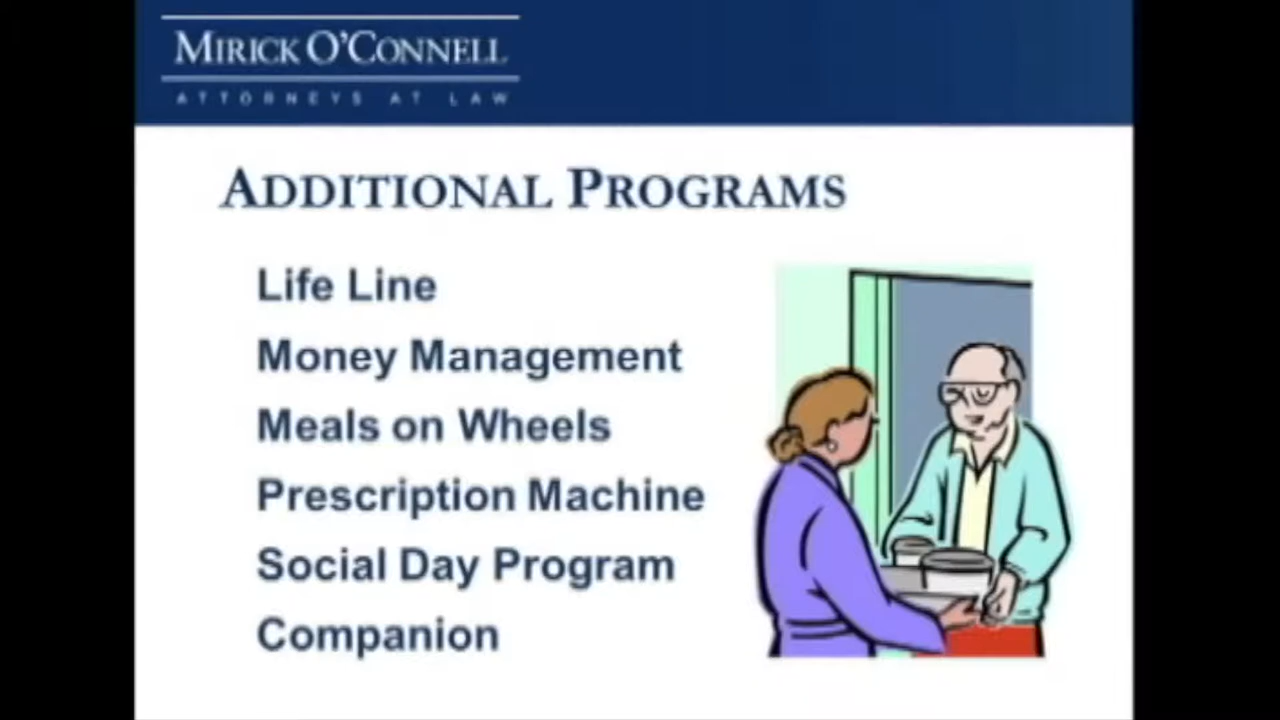 MIRICK O'CONNELL
ATTORNEYS AT LAW
ADDITIONAL PROGRAMS
Life Line
Money Management
Meals on Wheels
Prescription Machine
Social Day Program
Companion